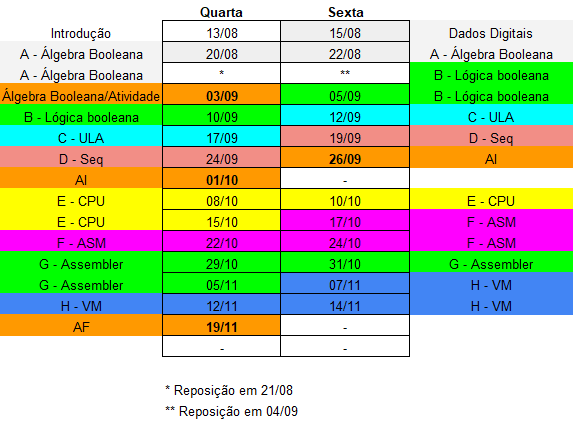 Quarta Sexta
Introdução 13/08 15/08 Dados Digitais
A - Álgebra Booleana 20/08 22/08 A - Álgebra Booleana
A - Álgebra Booleana * ** B - Lógica booleana
Álgebra Booleana/Atividade 03/09 05/09 B - Lógica booleana
B - Lógica booleana 10/09 12/09 C - ULA
C - ULA 17/09 19/09 D - Seq
D - Seq 24/09 26/09 AI
AI 01/10 -
E - CPU 08/10 10/10 E - CPU
E - CPU 15/10 17/10 F - ASM
F - ASM 22/10 24/10 F - ASM
G - Assembler 29/10 31/10 G - Assembler
G - Assembler 05/11 07/11 H - VM
H - VM 12/11 14/11 H - VM
AF 19/11 -
- -
* Reposição em 21/08
** Reposição em 04/09